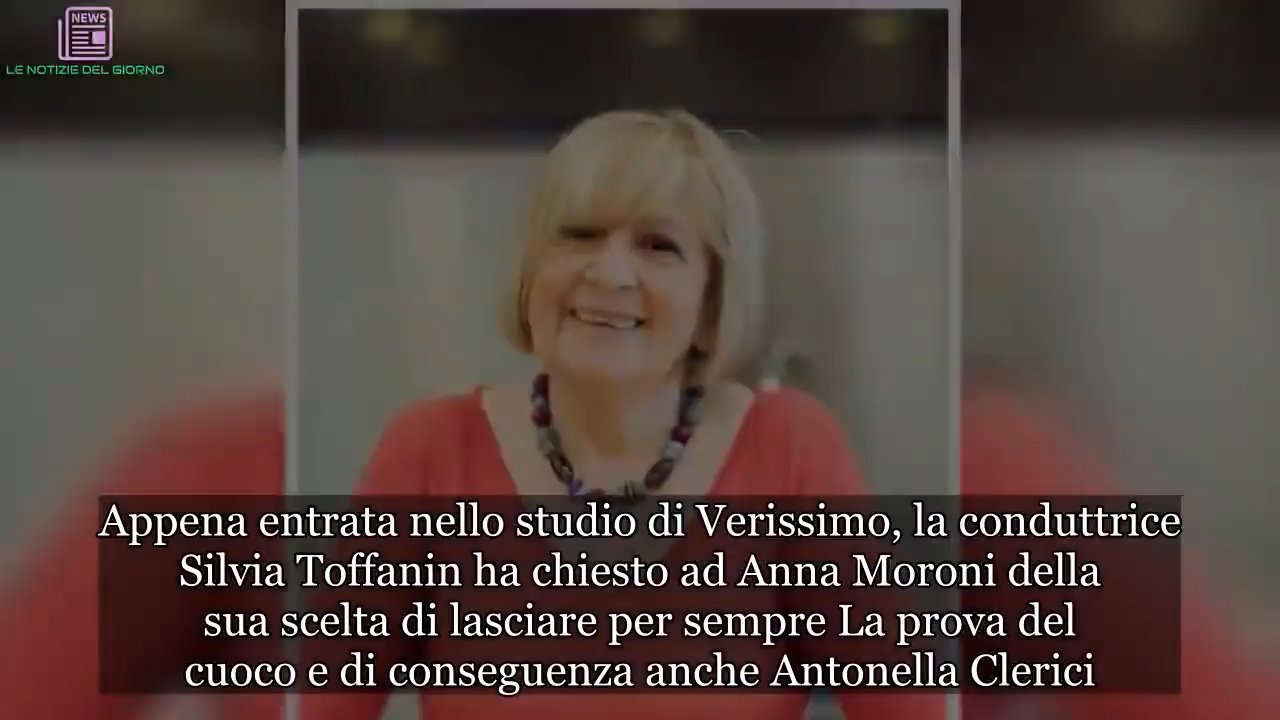 NEWS
LE NOTIZIE DEL GIORNO
Appena entrata nello studio di Verissimo, la conduttrice
Silvia Toffanin ha chiesto ad Anna Moroni della
sua scelta di lasciare per sempre La prova del
cuoco e di conseguenza anche Antonella Clerici